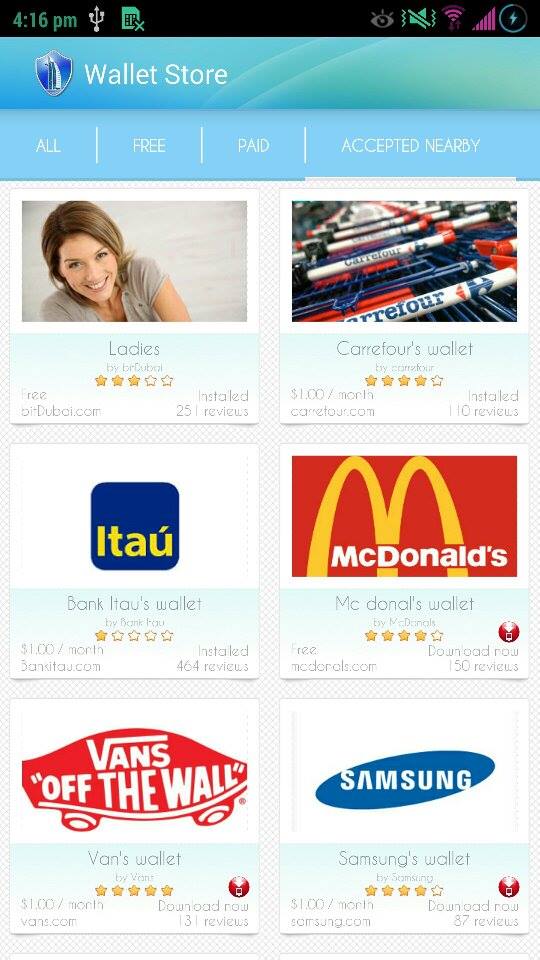 4:16 pm
Wallet Store
ALL
FREE
PAID
ACCEPTED NEARBY
Carrefour
Carrefour
Ladies
by bitDubai
Free
Installed
bitDubai.com
251 reviews
Carrefour's wallet
by carrefour
$1.00 / month
Installed
carrefour.com
110 reviews
Itaú
Bank Itau's wallet
by Bank Itau
$1.00 / month
Installed
Bankitau.com
464 reviews
McDonald's
Mc donal's wallet
by McDonals
Free
Download now
mcdonals.com
150 reviews
VANS
"OFF THE WALL"
®
Van's wallet
by Vans
$1.00 / month
Download now
vans.com
131 reviews
SAMSUNG
Samsung's wallet
by Samsung
$1.00 / month
Download now
samsung.com
87 reviews